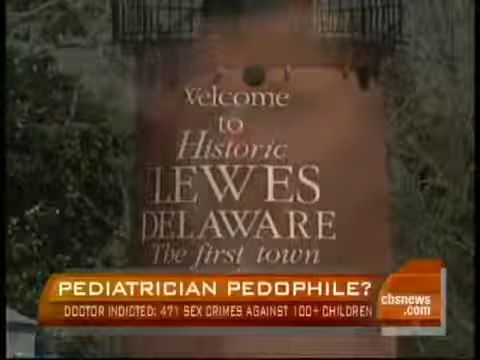 Welcome
to
Historic
LEWES
DELAWARE
The first town
PEDIATRICIAN PEDOPHILE?
DOCTOR INDICTED: 471 SEX CRIMES AGAINST 100+ CHILDREN
cbsnews
.com